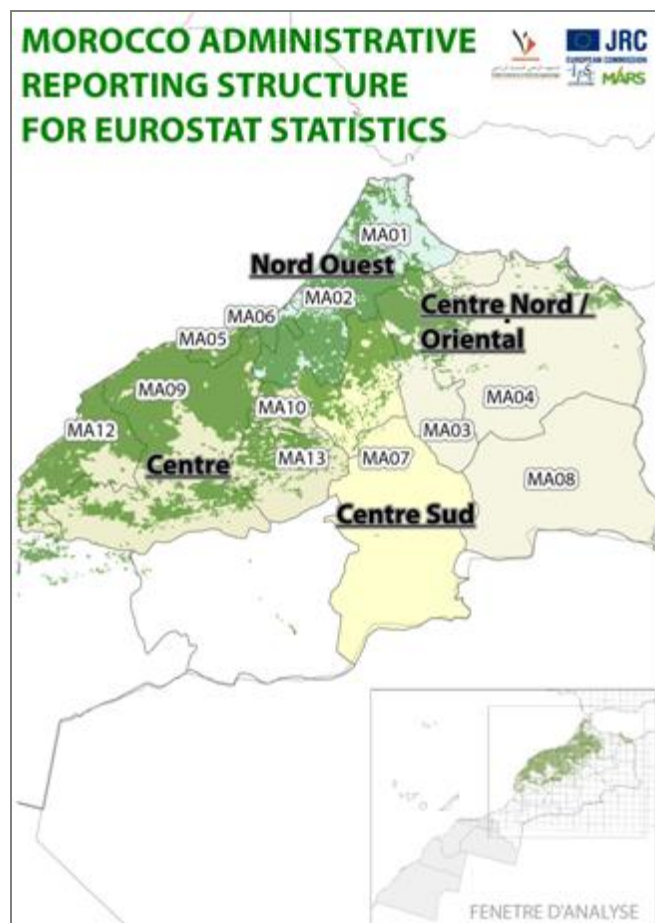 MOROCCO ADMINISTRATIVE
REPORTING STRUCTURE
FOR EUROSTAT STATISTICS
JRC
EUROPEAN COMMISSION
MARS
MA01
Nord Ouest
MA02
MA06
Centre Nord /
Oriental
MA05
MA09
MA10
MA04
MA12
MA03
Centre
MA13
MA07
MA08
Centre Sud
FENETRE D'ANALYSE